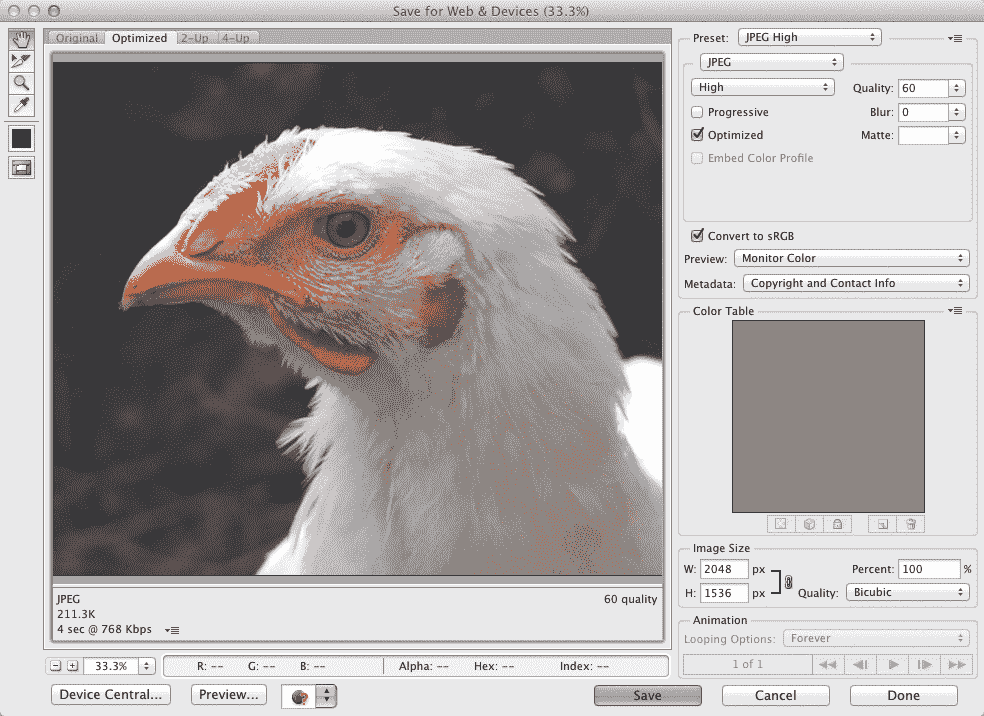 Save for Web & Devices (33.3%)
Original Optimized 2-Up 4-Up
Preset: JPEG High
JPEG
High Quality: 60
Progressive Blur: 0
Optimized Matte:
Embed Color Profile
Convert to sRGB
Preview: Monitor Color
Metadata: Copyright and Contact Info
Color Table
Image Size
W: 2048 px Percent: 100 %
H: 1536 px Quality: Bicubic
JPEG 60 quality
211.3K
4 sec @ 768 Kbps
Animation
Looping Options: Forever
1 of 1
33.3% R: -- G: -- B: -- Alpha: -- Hex: -- Index: --
Device Central... Preview... Save Cancel Done